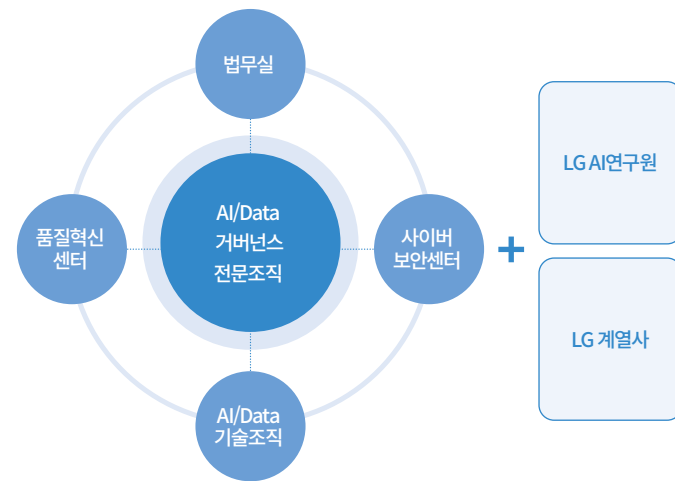 법무실
품질혁신
센터
AI/Data
거버넌스
전문조직
사이버
보안센터
AI/Data
기술조직
+
LG AI연구원
LG 계열사